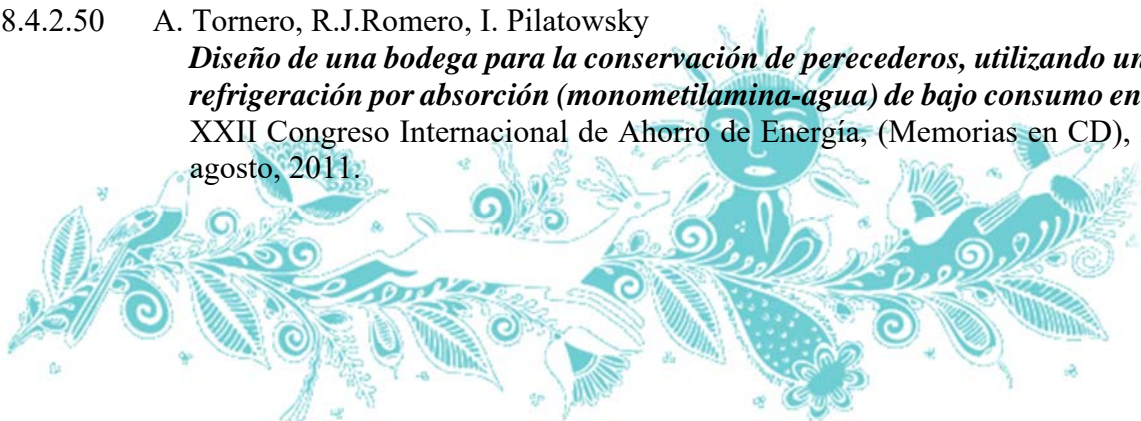 8.4.2.50 A. Tornero, R.J.Romero, I. Pilatowsky
Diseño de una bodega para la conservación de perecederos, utilizando un
refrigeración por absorción (monometilamina-agua) de bajo consumo en
XXII Congreso Internacional de Ahorro de Energía, (Memorias en CD),
agosto, 2011.